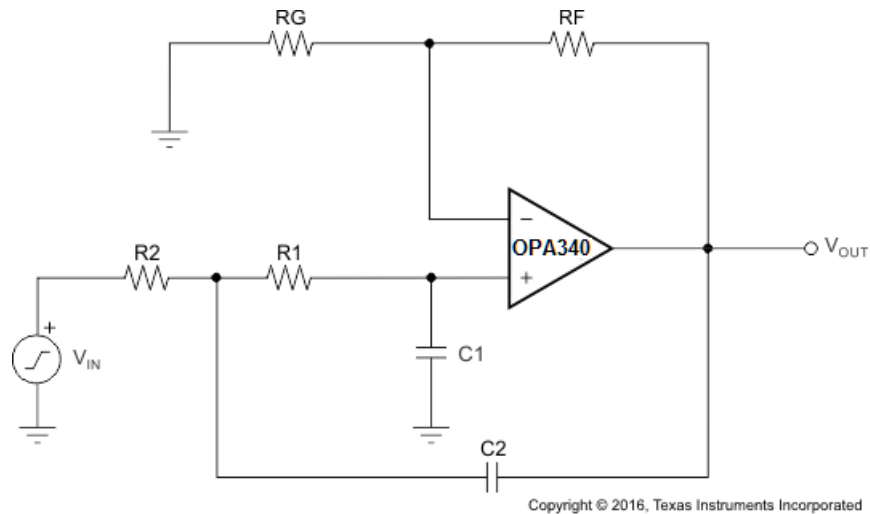 RG
RF
−
OPA340
+
VOUT
R2
R1
+
VIN
C1
C2
Copyright © 2016, Texas Instruments Incorporated